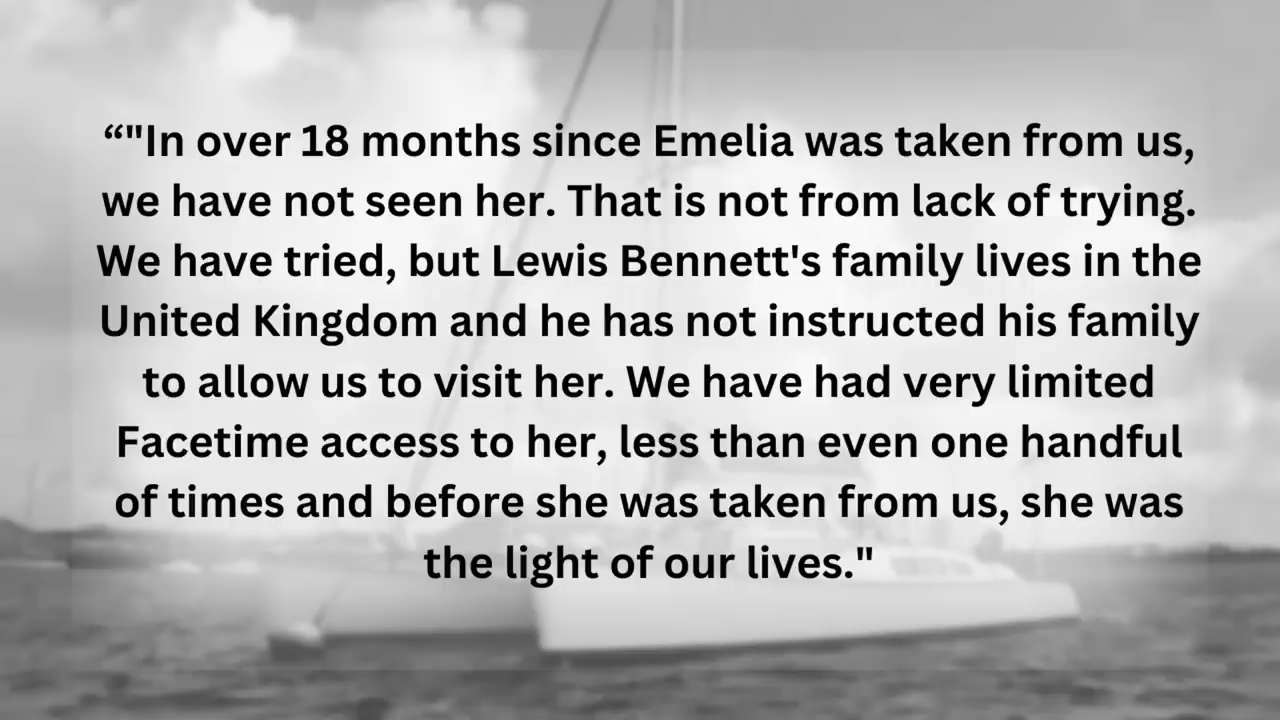 “"In over 18 months since Emelia was taken from us,
we have not seen her. That is not from lack of trying.
We have tried, but Lewis Bennett's family lives in the
United Kingdom and he has not instructed his family
to allow us to visit her. We have had very limited
Facetime access to her, less than even one handful
of times and before she was taken from us, she was
the light of our lives."